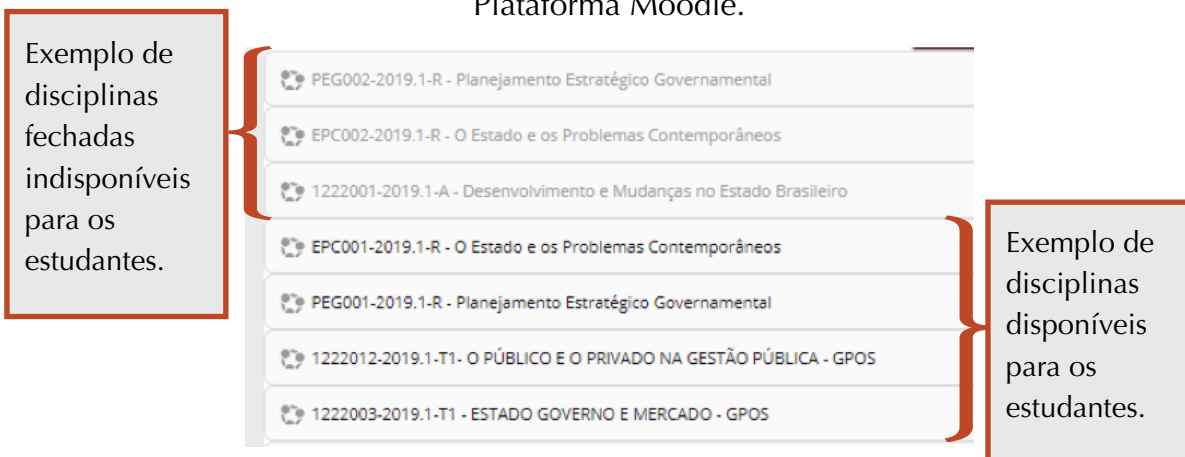 Plataforma Moodle.
Exemplo de
disciplinas
fechadas
indisponíveis
para os
estudantes.
PEG002-2019.1-R - Planejamento Estratégico Governamental
EPC002-2019.1-R - O Estado e os Problemas Contemporâneos
1222001-2019.1-A - Desenvolvimento e Mudanças no Estado Brasileiro
EPC001-2019.1-R - O Estado e os Problemas Contemporâneos
PEG001-2019.1-R - Planejamento Estratégico Governamental
1222012-2019.1-T1- O PÚBLICO E O PRIVADO NA GESTÃO PÚBLICA - GPOS
1222003-2019.1-T1 - ESTADO GOVERNO E MERCADO - GPOS
Exemplo de
disciplinas
disponíveis
para os
estudantes.